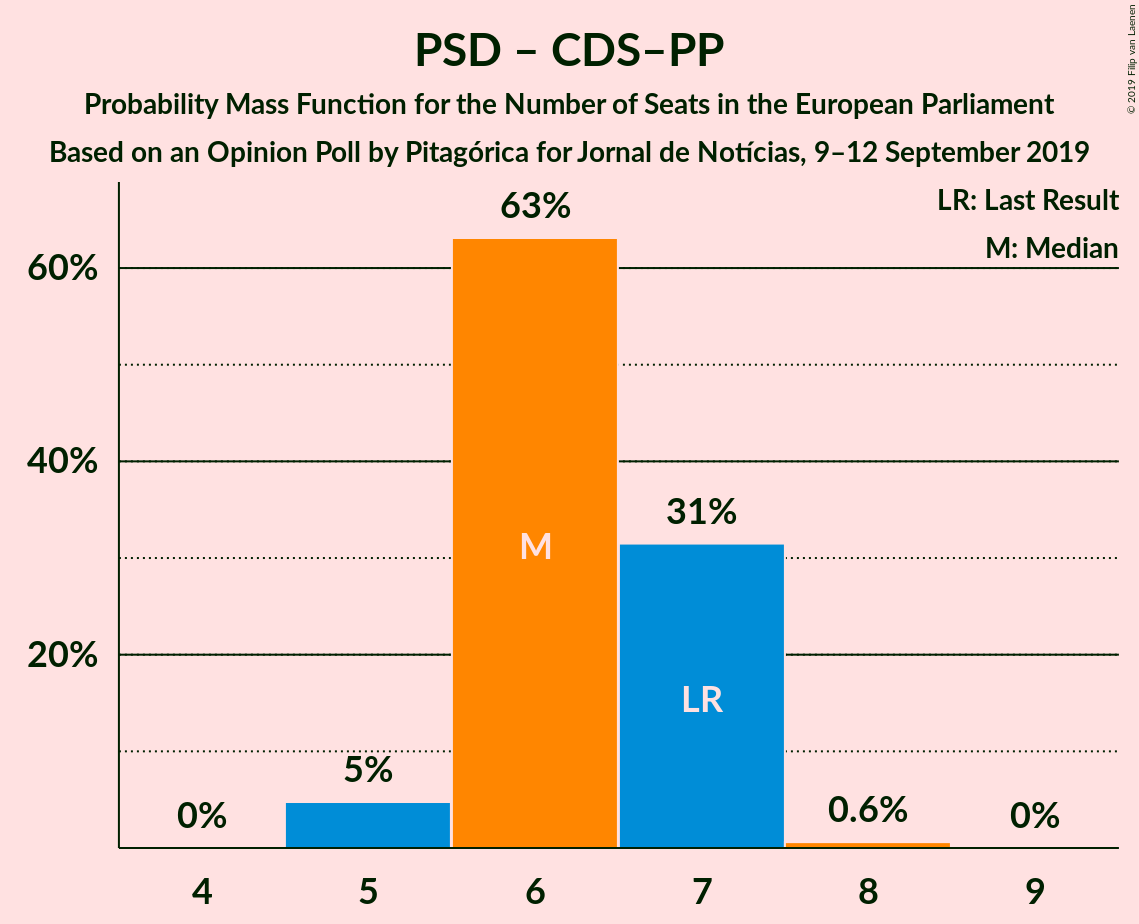 PSD – CDS–PP
Probability Mass Function for the Number of Seats in the European Parliament
Based on an Opinion Poll by Pitagórica for Jornal de Notícias, 9–12 September 2019
© 2019 Filip van Laenen
LR: Last Result
M: Median
63%
60%
40%
31%
M
20%
LR
5%
0%
0.6%
0%
4 5 6 7 8 9